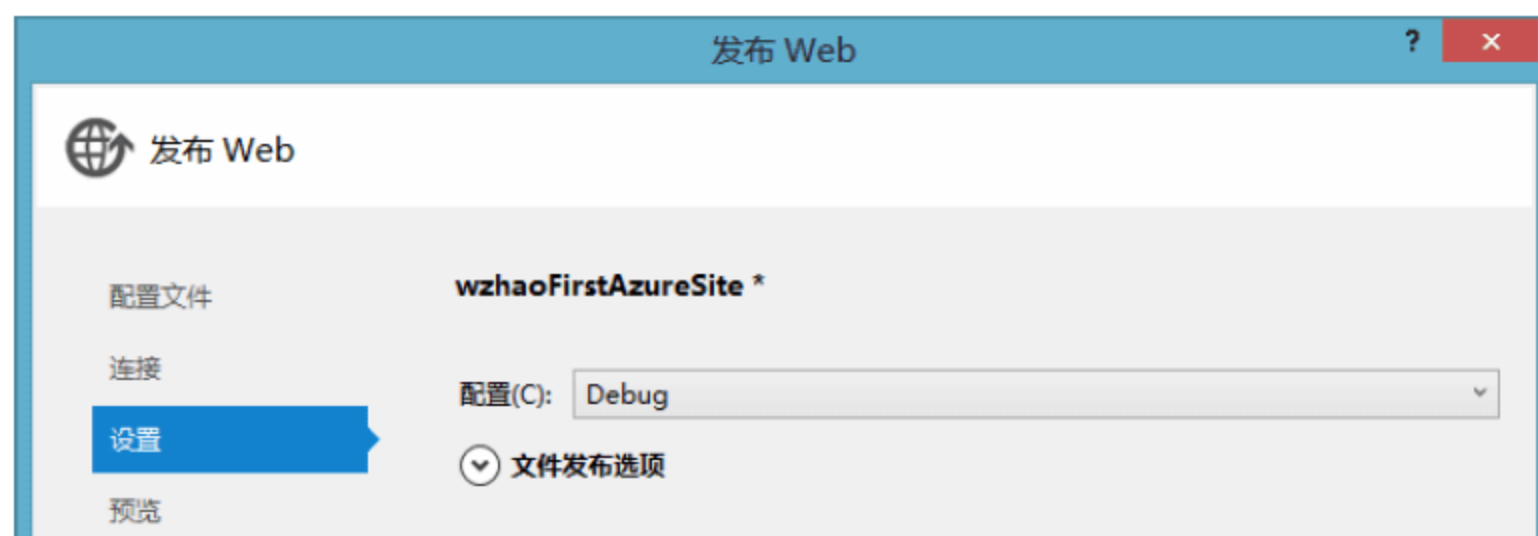 发布 Web
?
发布 Web
配置文件
wzhaoFirstAzureSite *
连接
配置(C): Debug
设置
文件发布选项
预览